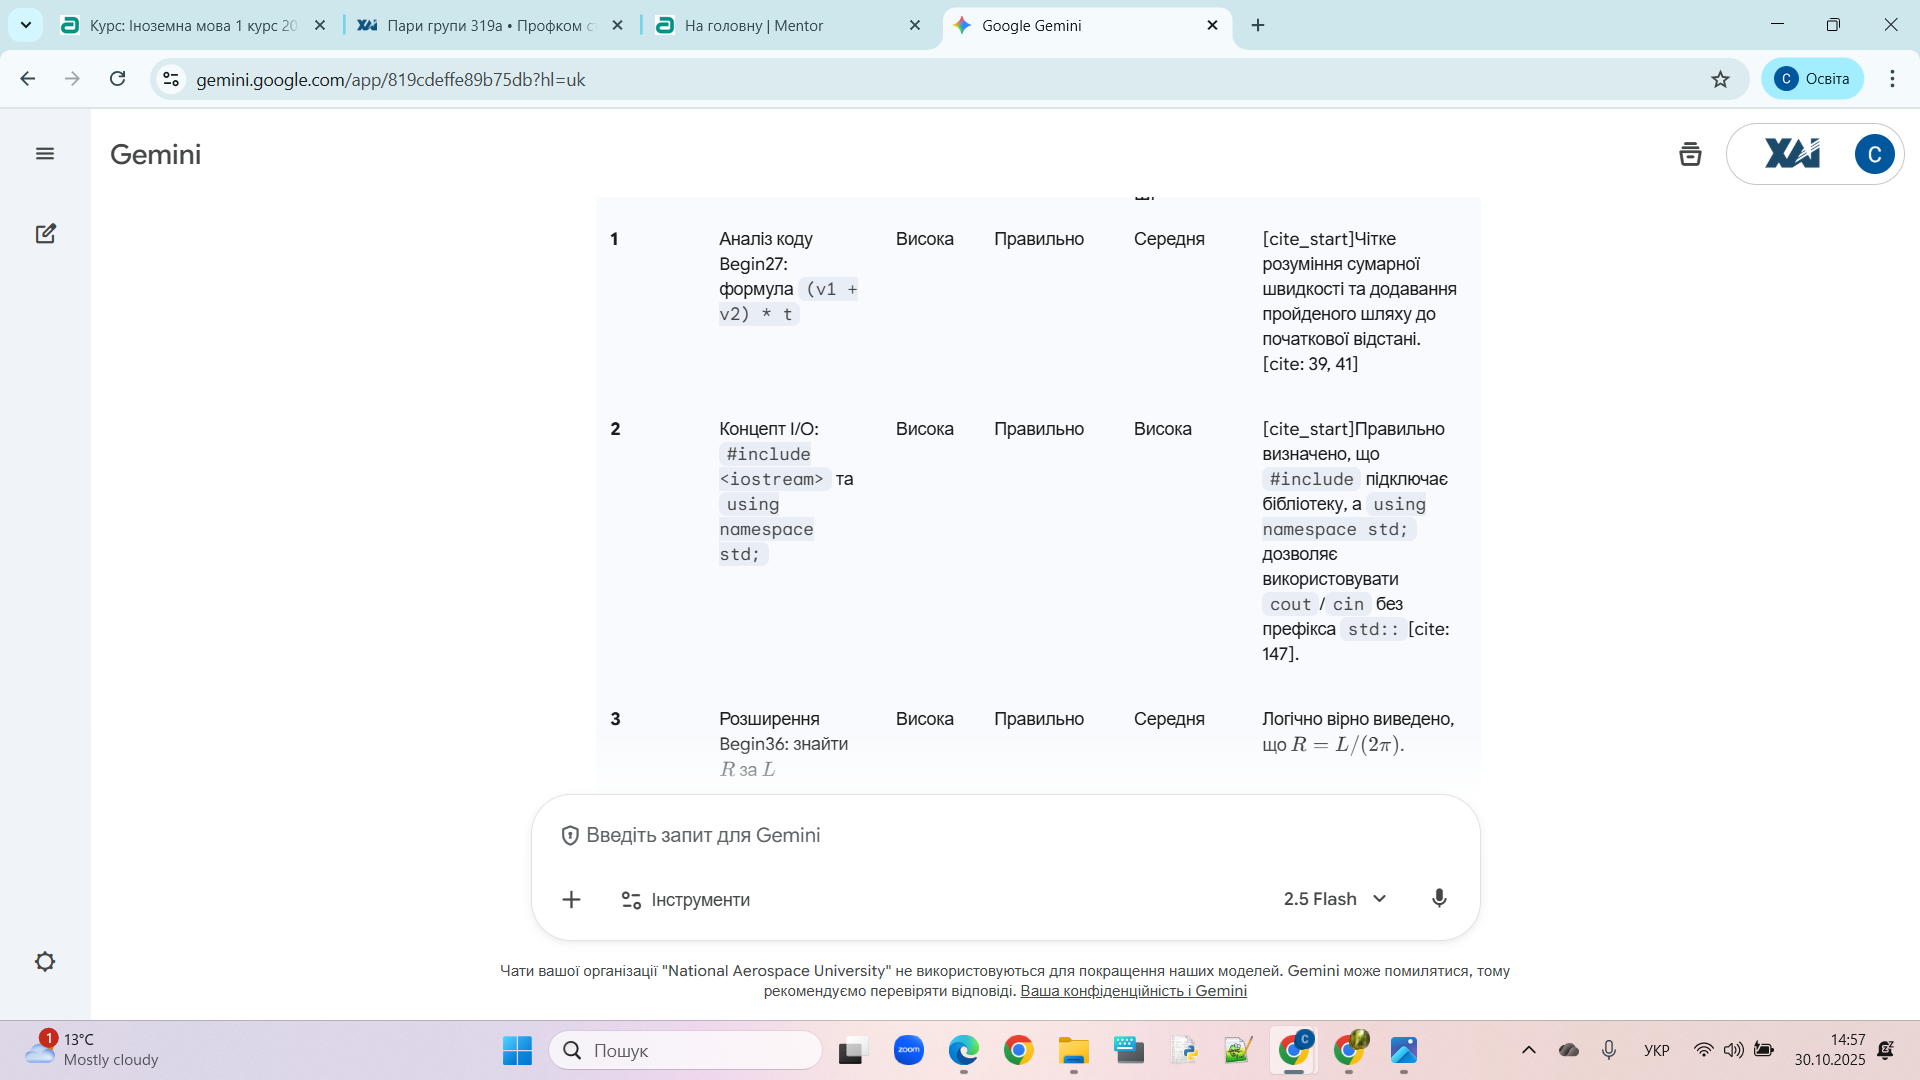 Курс: Іноземна мова 1 курс 20
Пари групи 319а • Профком ст
На головну | Mentor
Google Gemini
gemini.google.com/app/819cdeffe89b75db?hl=uk
C Освіта
Gemini
XAI
C
1
Аналіз коду
Begin27:
формула (v1 +
v2) * t
Висока
Правильно
Середня
[cite_start]Чітке
розуміння сумарної
швидкості та додавання
пройденого шляху до
початкової відстані.
[cite: 39, 41]
2
Концепт I/O:
#include
<iostream> та
using
namespace
std;
Висока
Правильно
Висока
[cite_start]Правильно
визначено, що
#include підключає
бібліотеку, а using
namespace std;
дозволяє
використовувати
cout / cin без
префікса std:: [cite:
147].
3
Розширення
Begin36: знайти
R за L
Висока
Правильно
Середня
Логічно вірно виведено,
що R = L/(2π).
Введіть запит для Gemini
Інструменти
2.5 Flash
Чати вашої організації "National Aerospace University" не використовуються для покращення наших моделей. Gemini може помилятися, тому
рекомендуємо перевіряти відповіді. Ваша конфіденційність і Gemini
1
13°C
Mostly cloudy
Пошук
zoom
C
УКР
14:57
30.10.2025